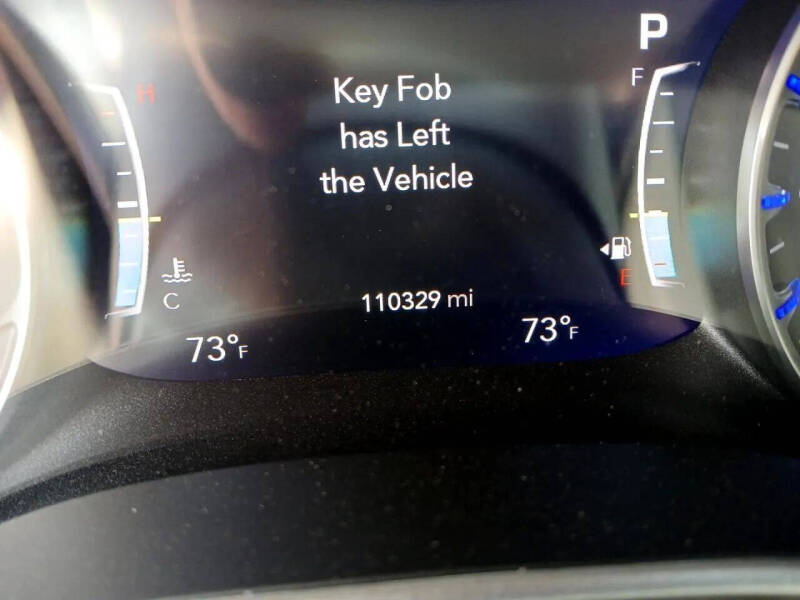 P
H
F
Key Fob
has Left
the Vehicle
E
C
110329 mi
73°F
73°F